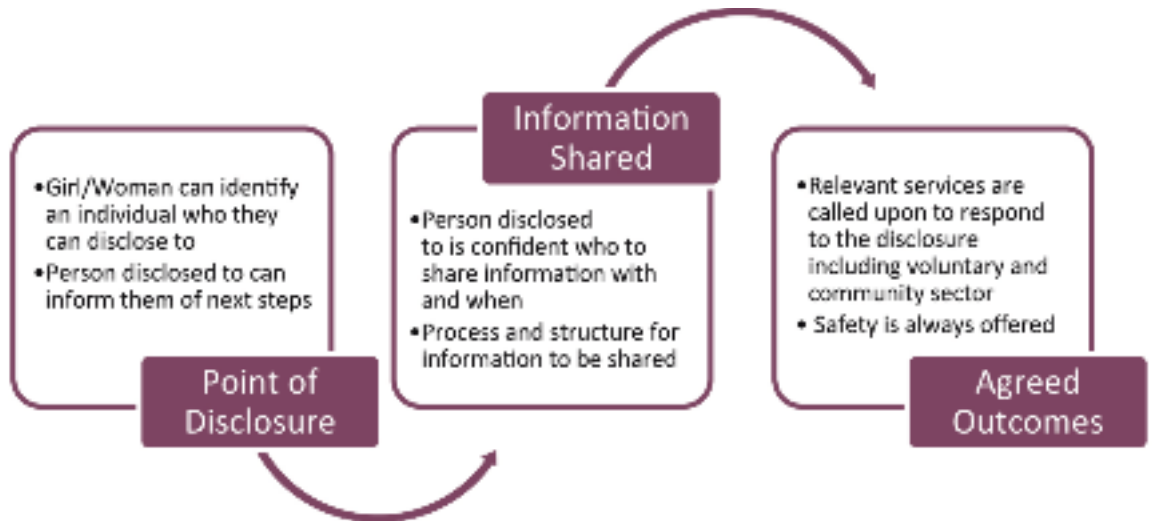 •Girl/Woman can identify
an individual who they
can disclose to
•Person disclosed to can
inform them of next steps
Point of
Disclosure
Information
Shared
•Person disclosed
to is confident who to
share information with
and when
•Process and structure for
information to be shared
•Relevant services are
called upon to respond
to the disclosure
including voluntary and
community sector
• Safety is always offered
Agreed
Outcomes